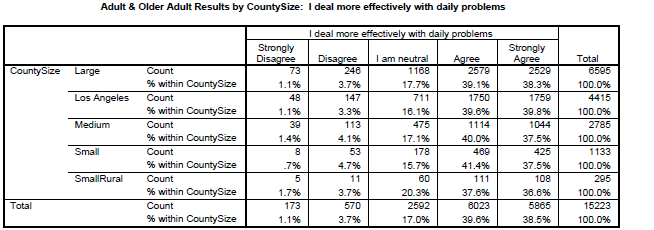 Adult & Older Adult Results by CountySize: I deal more effectively with daily problems
I deal more effectively with daily problems
Strongly Disagree Disagree I am neutral Agree Strongly Agree Total
CountySize Large Count 73 246 1168 2579 2529 6595
% within CountySize 1.1% 3.7% 17.7% 39.1% 38.3% 100.0%
Los Angeles Count 48 147 711 1750 1759 4415
% within CountySize 1.1% 3.3% 16.1% 39.6% 39.8% 100.0%
Medium Count 39 113 475 1114 1044 2785
% within CountySize 1.4% 4.1% 17.1% 40.0% 37.5% 100.0%
Small Count 8 53 178 469 425 1133
% within CountySize .7% 4.7% 15.7% 41.4% 37.5% 100.0%
SmallRural Count 5 11 60 111 108 295
% within CountySize 1.7% 3.7% 20.3% 37.6% 36.6% 100.0%
Total Count 173 570 2592 6023 5865 15223
% within CountySize 1.1% 3.7% 17.0% 39.6% 38.5% 100.0%